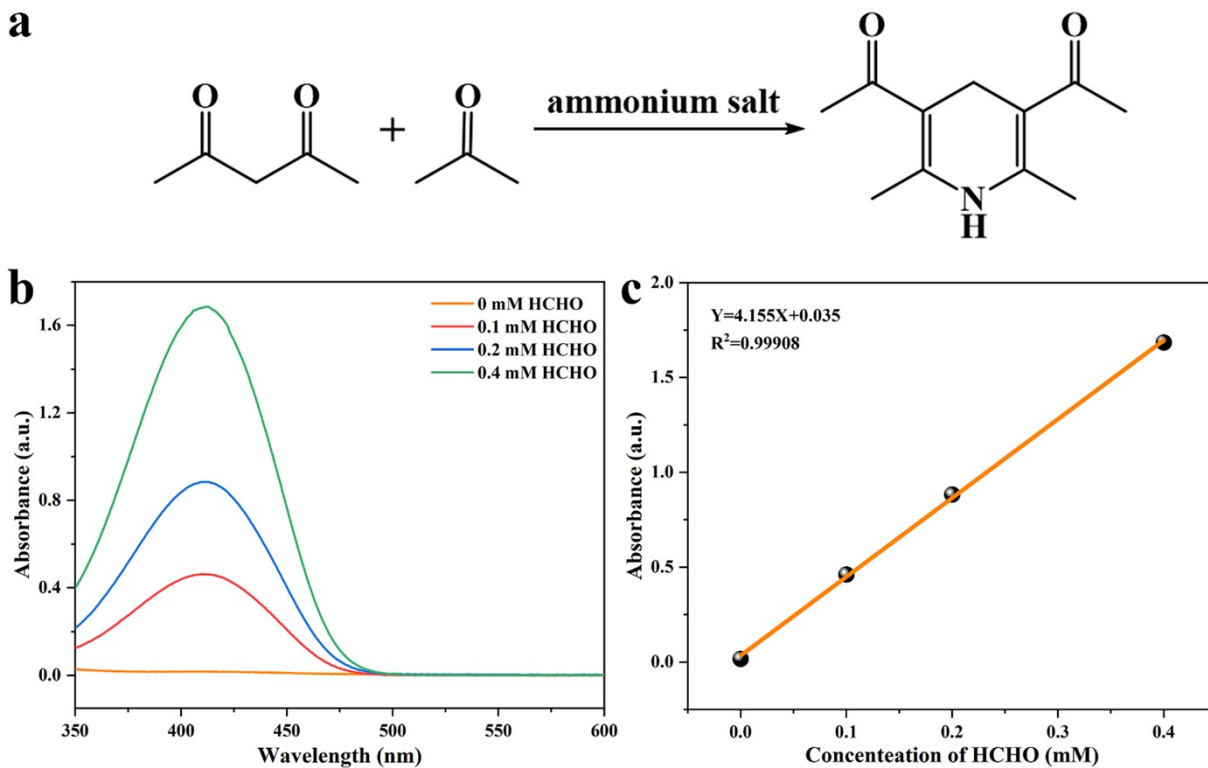 a
O O O O O
+
ammonium salt
N
H
b
Absorbance (a.u.)
1.6
1.2
0.8
0.4
0.0
0 mM HCHO
0.1 mM HCHO
0.2 mM HCHO
0.4 mM HCHO
350 400 450 500 550 600
Wavelength (nm)
c
Absorbance (a.u.)
2.0
1.5
1.0
0.5
0.0
Y=4.155X+0.035
R²=0.99908
0.0 0.1 0.2 0.3 0.4
Conceteation of HCHO (mM)